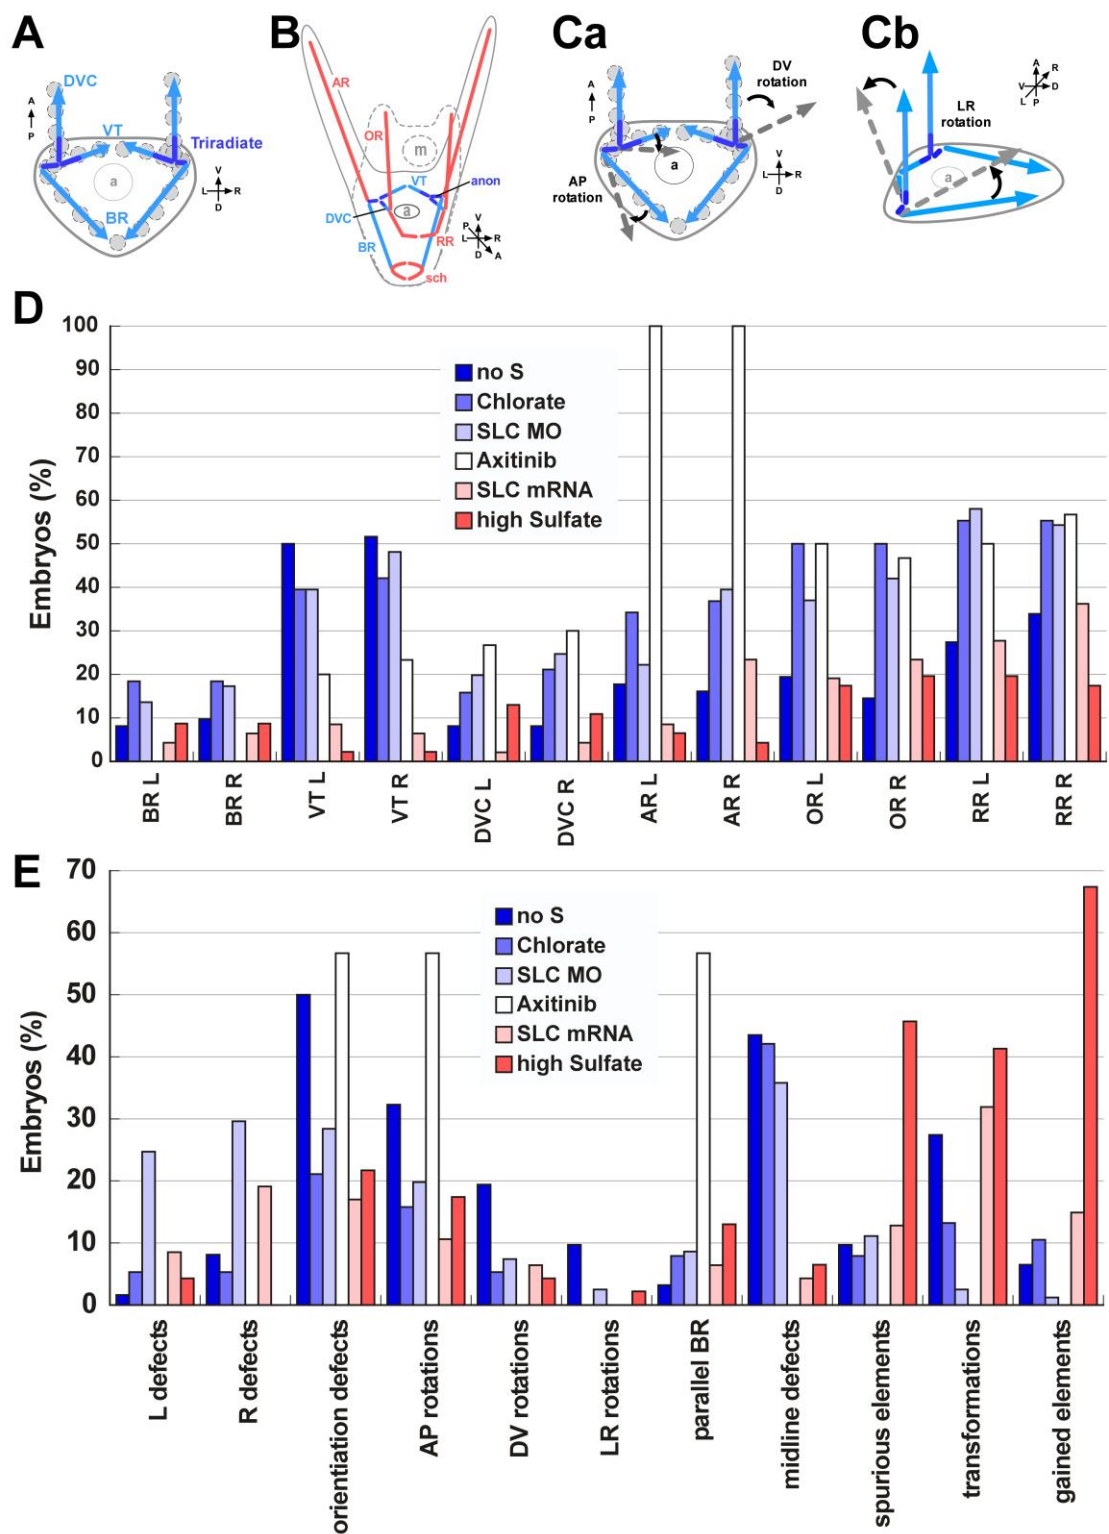 A
DVC
VT
Triradiate
a
BR
A
P
V
L
R
D
B
AR
OR
m
VT
anon
DVC
a
BR
RR
sch
P
V
L
R
D
A
Ca
DV
rotation
A
P
a
AP
rotation
V
L
R
D
Cb
LR
rotation
a
A
R
V
D
L
P
D
Embryos (%)
100
90
80
70
60
50
40
30
20
10
0
no S
Chlorate
SLC MO
Axitinib
SLC mRNA
high Sulfate
BR L
BR R
VT L
VT R
DVC L
DVC R
AR L
AR R
OR L
OR R
RR L
RR R
E
Embryos (%)
70
60
50
40
30
20
10
0
no S
Chlorate
SLC MO
Axitinib
SLC mRNA
high Sulfate
L defects
R defects
orientiation defects
AP rotations
DV rotations
LR rotations
parallel BR
midline defects
spurious elements
transformations
gained elements